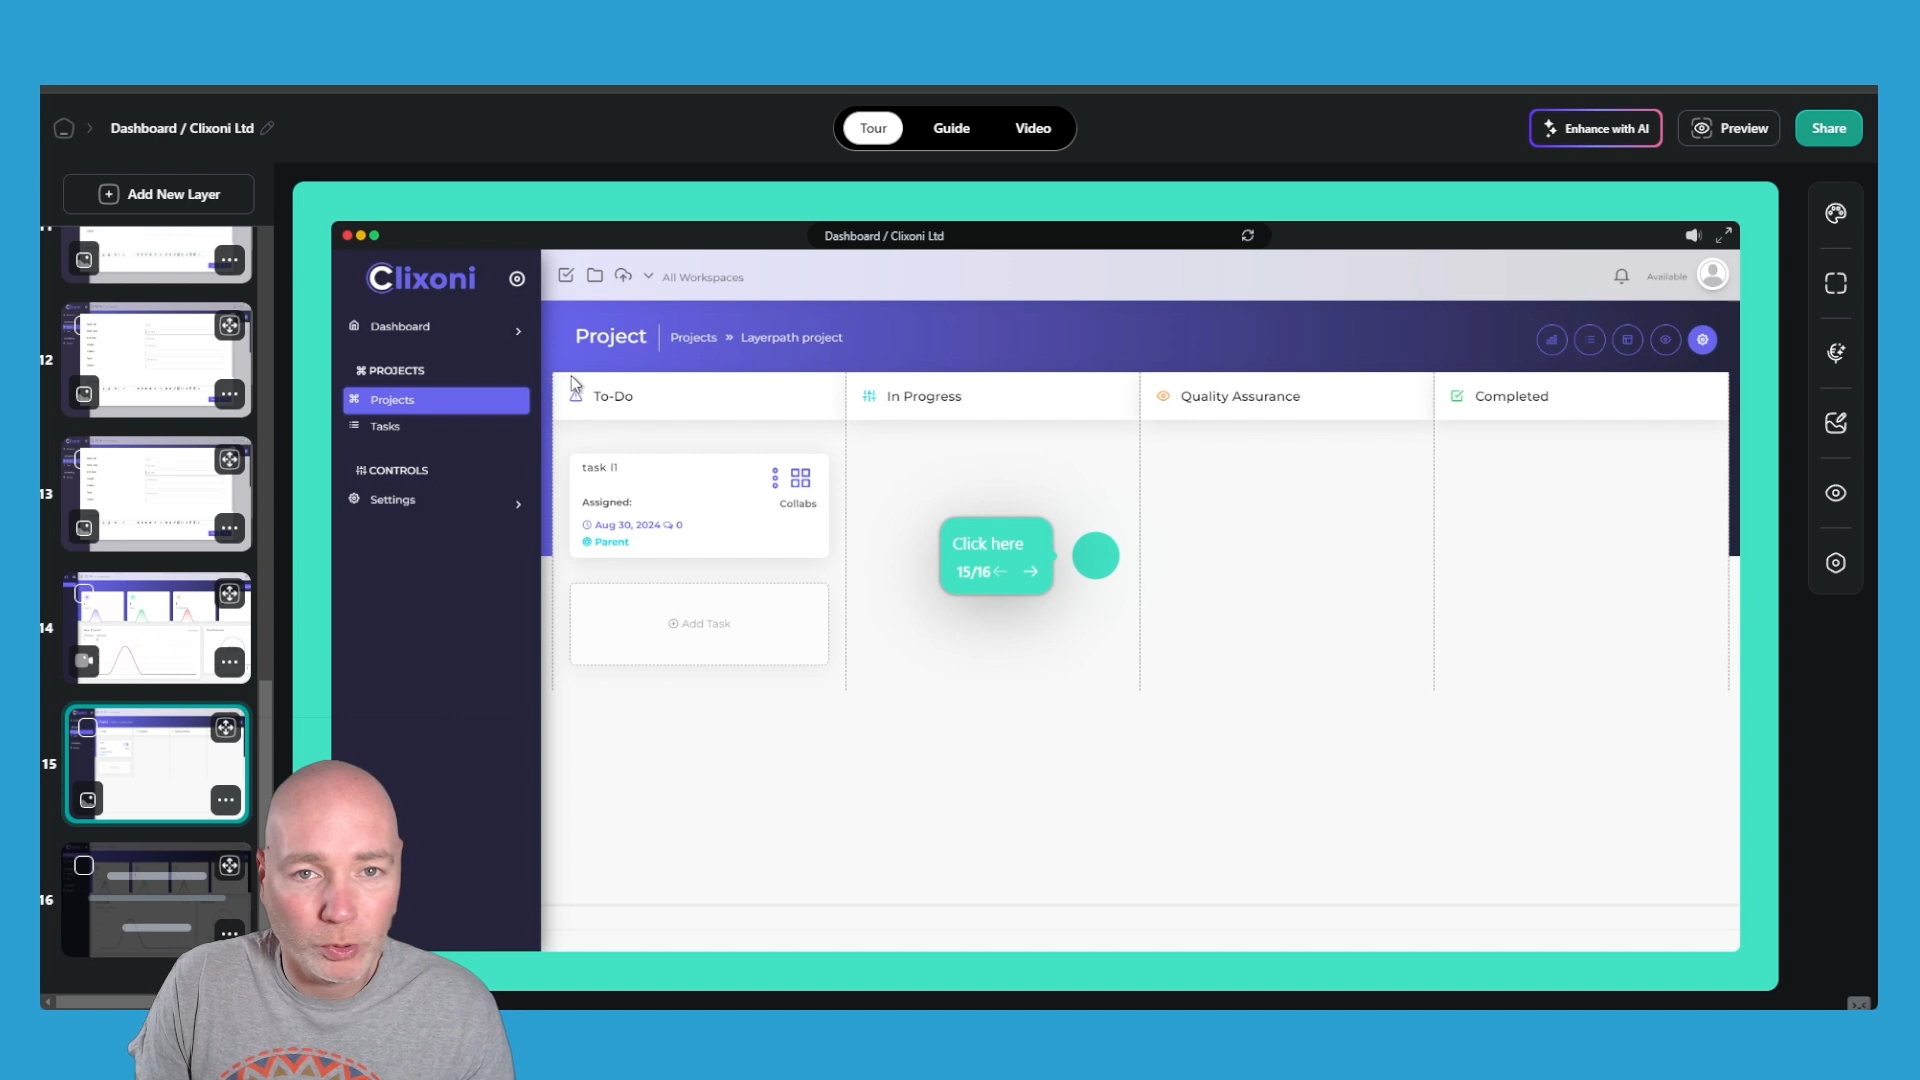 Dashboard / Clixoni Ltd
Tour
Guide
Video
Enhance with AI
Preview
Share
Add New Layer
12
13
14
15
16
Dashboard / Clixoni Ltd
Clixoni
All Workspaces
Available
Dashboard
PROJECTS
Projects
Tasks
CONTROLS
Settings
Project
Projects » Layerpath project
To-Do
In Progress
Quality Assurance
Completed
task l1
Assigned:
Collabs
Aug 30, 2024 0
Parent
Add Task
Click here
15/16